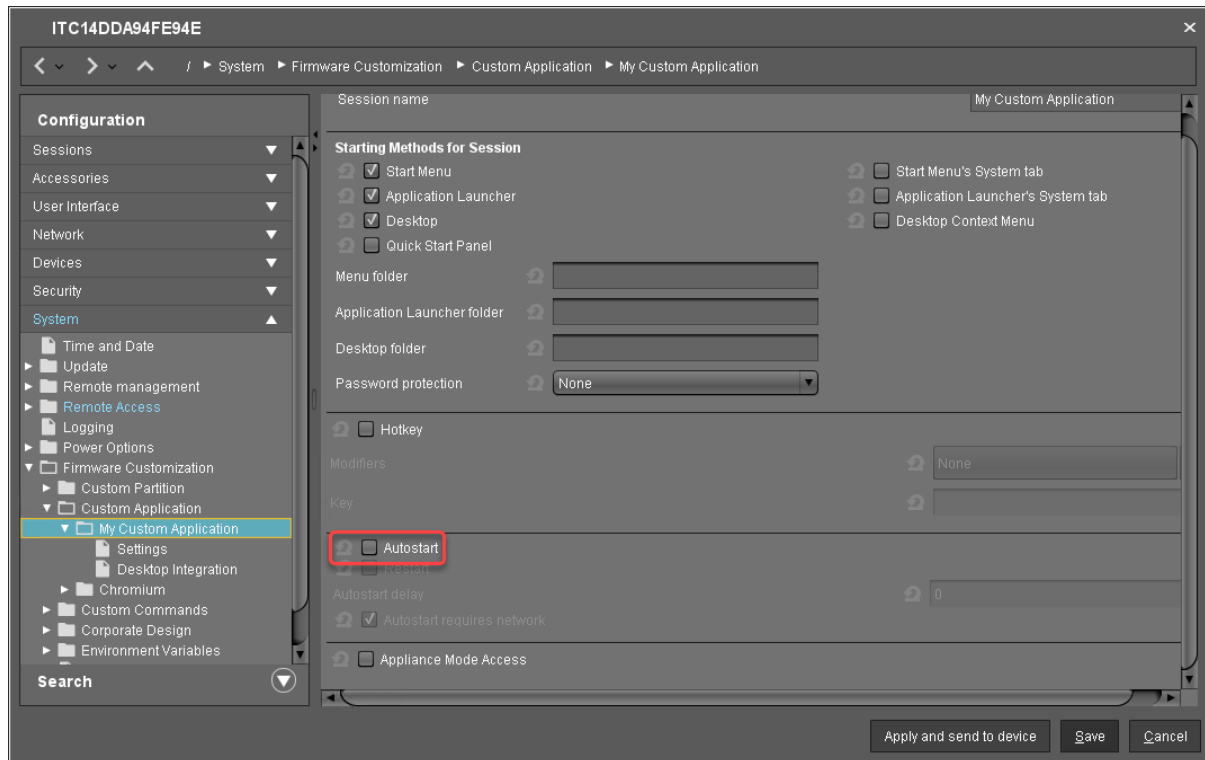 ITC14DDA94FE94E
/ System Firmware Customization Custom Application My Custom Application
Configuration
Sessions
Accessories
User Interface
Network
Devices
Security
System
Time and Date
Update
Remote management
Remote Access
Logging
Power Options
Firmware Customization
Custom Partition
Custom Application
My Custom Application
Settings
Desktop Integration
Chromium
Custom Commands
Corporate Design
Environment Variables
Search
Session name My Custom Application
Starting Methods for Session
Start Menu Start Menu's System tab
Application Launcher Application Launcher's System tab
Desktop Desktop Context Menu
Quick Start Panel
Menu folder
Application Launcher folder
Desktop folder
Password protection None
Hotkey
Modifiers None
Key
Autostart
Restart
Autostart delay 0
Autostart requires network
Appliance Mode Access
Apply and send to device Save Cancel